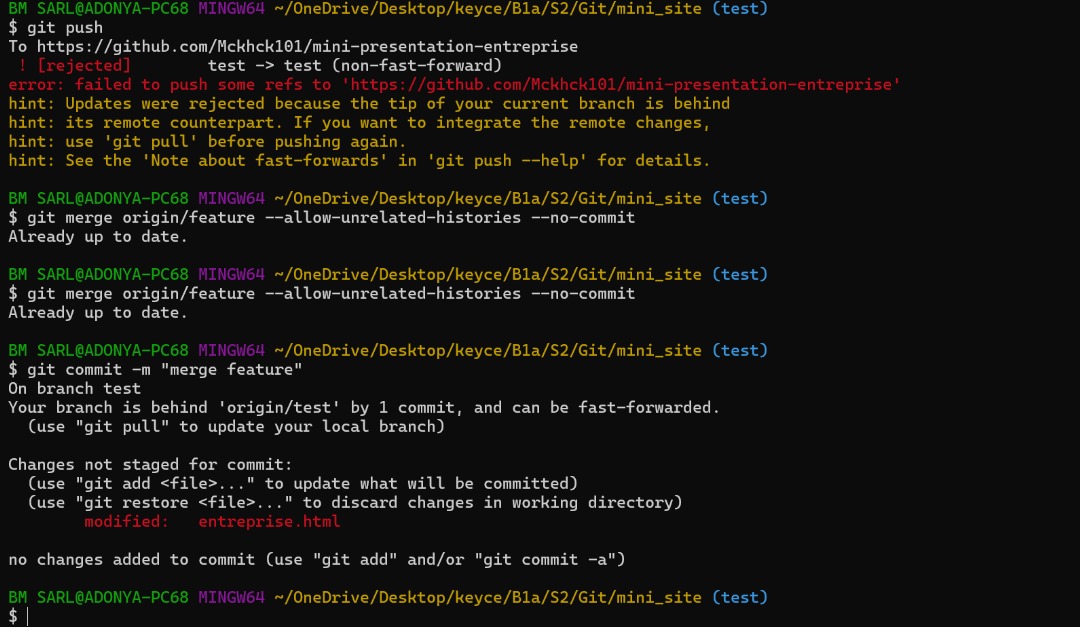 BM SARL@ADONYA-PC68 MINGW64 ~/OneDrive/Desktop/keyce/B1a/S2/Git/mini_site (test)
$ git push
To https://github.com/Mckhck101/mini-presentation-entreprise
 ! [rejected]        test -> test (non-fast-forward)
error: failed to push some refs to 'https://github.com/Mckhck101/mini-presentation-entreprise'
hint: Updates were rejected because the tip of your current branch is behind
hint: its remote counterpart. If you want to integrate the remote changes,
hint: use 'git pull' before pushing again.
hint: See the 'Note about fast-forwards' in 'git push --help' for details.

BM SARL@ADONYA-PC68 MINGW64 ~/OneDrive/Desktop/keyce/B1a/S2/Git/mini_site (test)
$ git merge origin/feature --allow-unrelated-histories --no-commit
Already up to date.

BM SARL@ADONYA-PC68 MINGW64 ~/OneDrive/Desktop/keyce/B1a/S2/Git/mini_site (test)
$ git merge origin/feature --allow-unrelated-histories --no-commit
Already up to date.

BM SARL@ADONYA-PC68 MINGW64 ~/OneDrive/Desktop/keyce/B1a/S2/Git/mini_site (test)
$ git commit -m "merge feature"
On branch test
Your branch is behind 'origin/test' by 1 commit, and can be fast-forwarded.
  (use "git pull" to update your local branch)

Changes not staged for commit:
  (use "git add <file>..." to update what will be committed)
  (use "git restore <file>..." to discard changes in working directory)
        modified:   entreprise.html

no changes added to commit (use "git add" and/or "git commit -a")

BM SARL@ADONYA-PC68 MINGW64 ~/OneDrive/Desktop/keyce/B1a/S2/Git/mini_site (test)
$